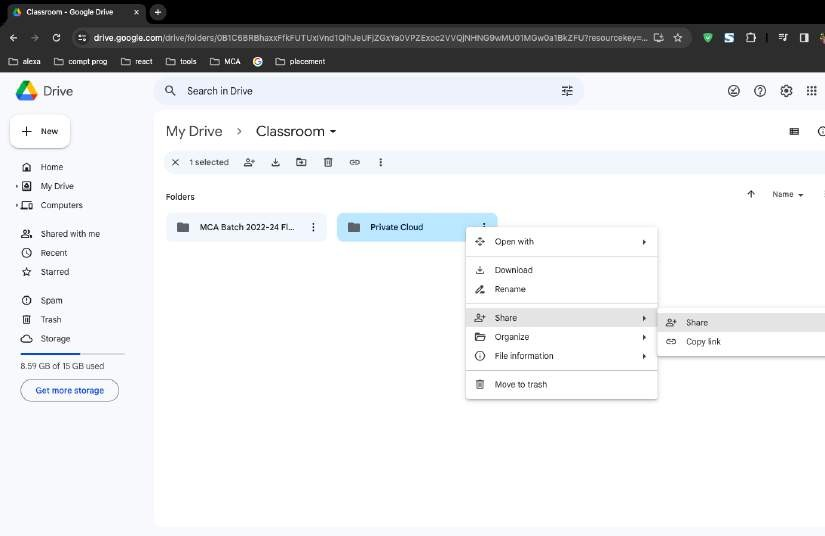 Classroom - Google Drive
drive.google.com/drive/folders/
alexa compt prog react tools MCA placement
Drive
Search in Drive
New
My Drive > Classroom
1 selected
Home
My Drive
Computers
Shared with me
Recent
Starred
Spam
Trash
Storage
8.59 GB of 15 GB used
Get more storage
Folders
Name
MCA Batch 2022-24 Fi...
Private Cloud
Open with
Download
Rename
Share
Organize
File information
Move to trash
Share
Copy link